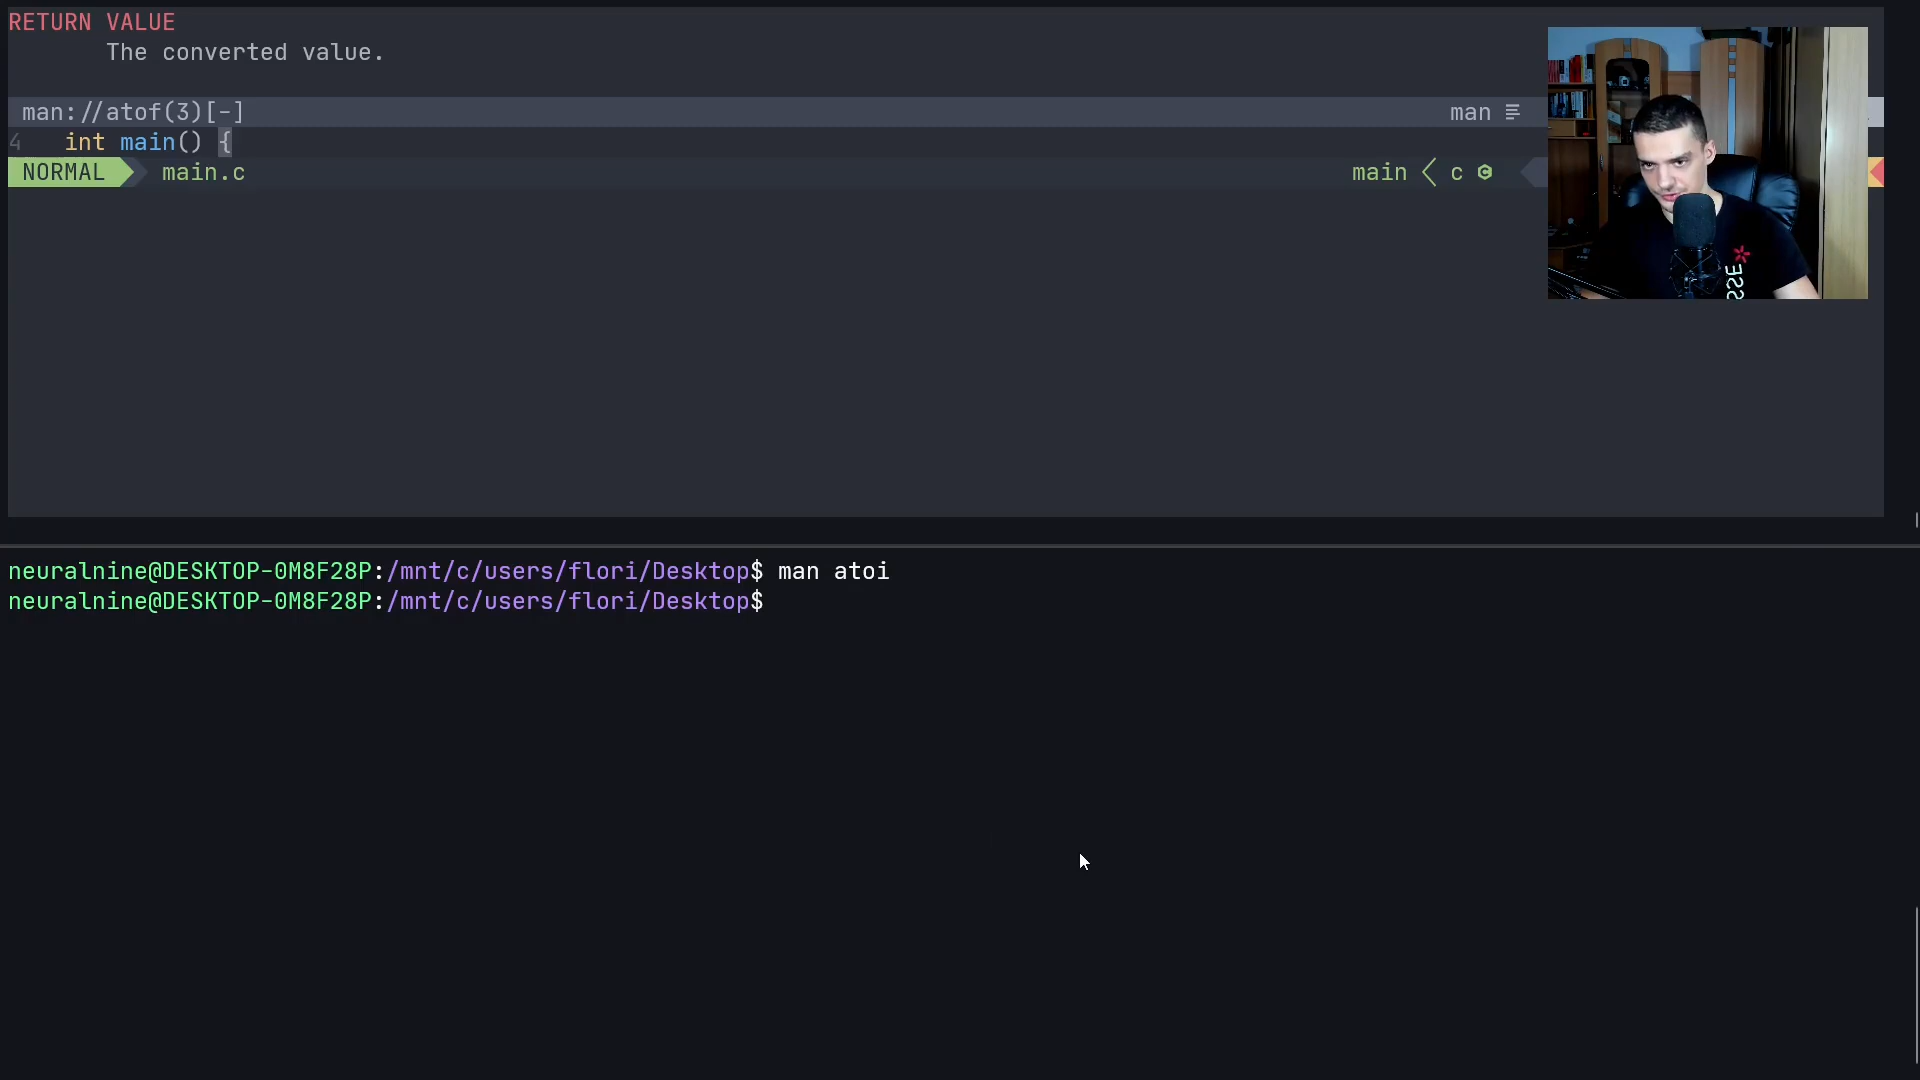 RETURN VALUE
The converted value.
man://atof(3)[-]
man
4 int main() {
NORMAL main.c
main c
neuralnine@DESKTOP-0M8F28P:/mnt/c/users/flori/Desktop$ man atoi
neuralnine@DESKTOP-0M8F28P:/mnt/c/users/flori/Desktop$